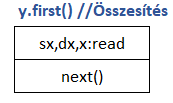 y.first() //Összesítés
sx,dx,x:read
next()